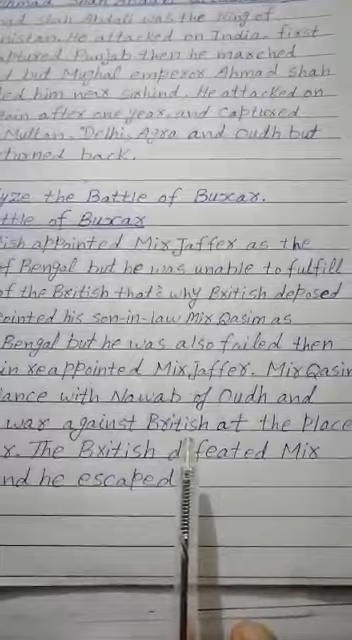 hmad Shah Abdali was the king of
nistan. He attacked on India. first
aptured Punjab then he marched
d but Mughal emperor Ahmad Shah
ted him near Sirhind. He attacked on
ain after one year. and Captured
Multan, Delhi, Agra and Oudh but
turned back.
yze the Battle of Buxar.
ttle of Buxar
ish appointed Mir Jaffer as the
f Bengal but he was unable to fulfill
of the British that's why British deposed
ointed his son-in-law Mir Qasim as
Bengal but he was also failed then
in reappointed Mir Jaffer. Mir Qasim
iance with Nawab of Oudh and
war against British at the place
r. The British defeated Mir
nd he escaped